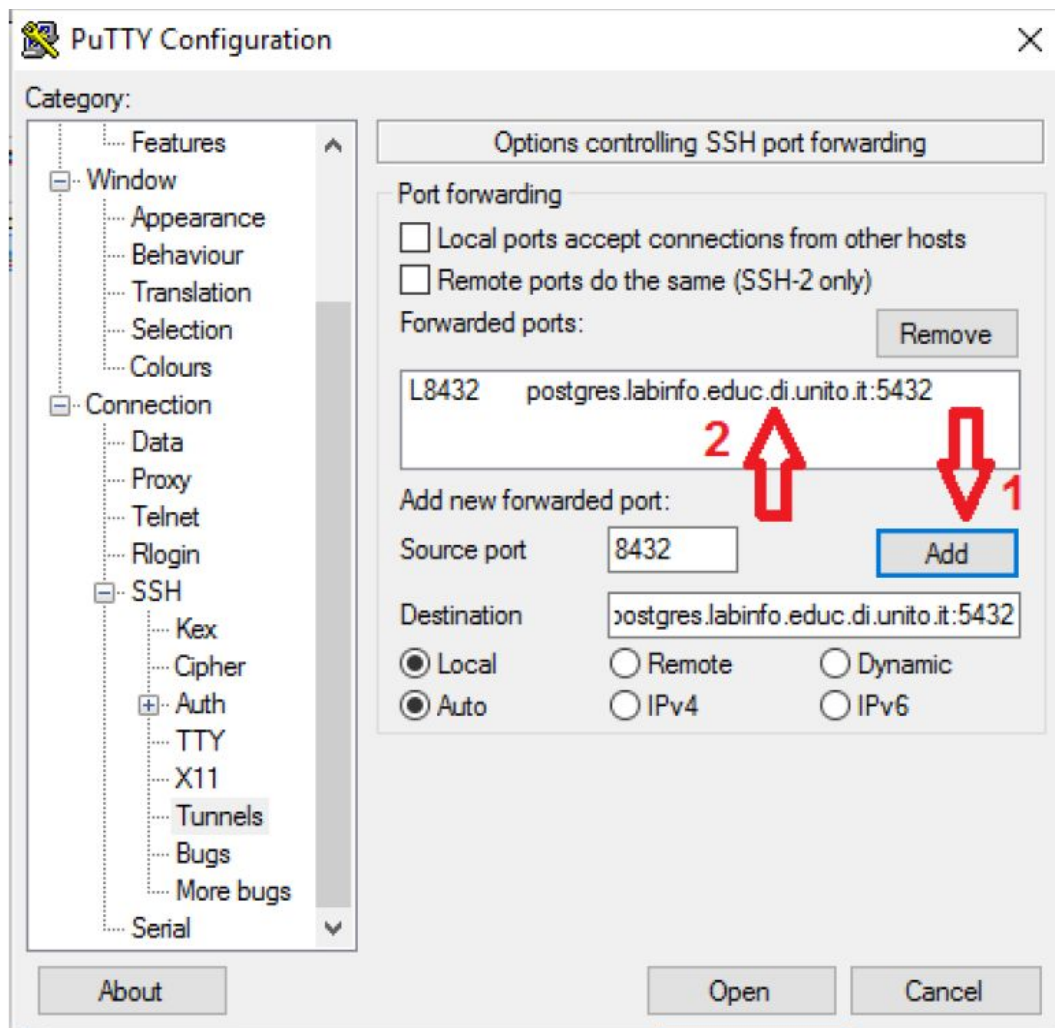 PuTTY Configuration
Category:
Features
Window
Appearance
Behaviour
Translation
Selection
Colours
Connection
Data
Proxy
Telnet
Rlogin
SSH
Kex
Cipher
Auth
TTY
X11
Tunnels
Bugs
More bugs
Serial
Options controlling SSH port forwarding
Port forwarding
Local ports accept connections from other hosts
Remote ports do the same (SSH-2 only)
Forwarded ports:
Remove
L8432 postgres.labinfo.educ.di.unito.it:5432
2
1
Add new forwarded port:
Source port 8432 Add
Destination postgres.labinfo.educ.di.unito.it:5432
Local Remote Dynamic
Auto IPv4 IPv6
About Open Cancel